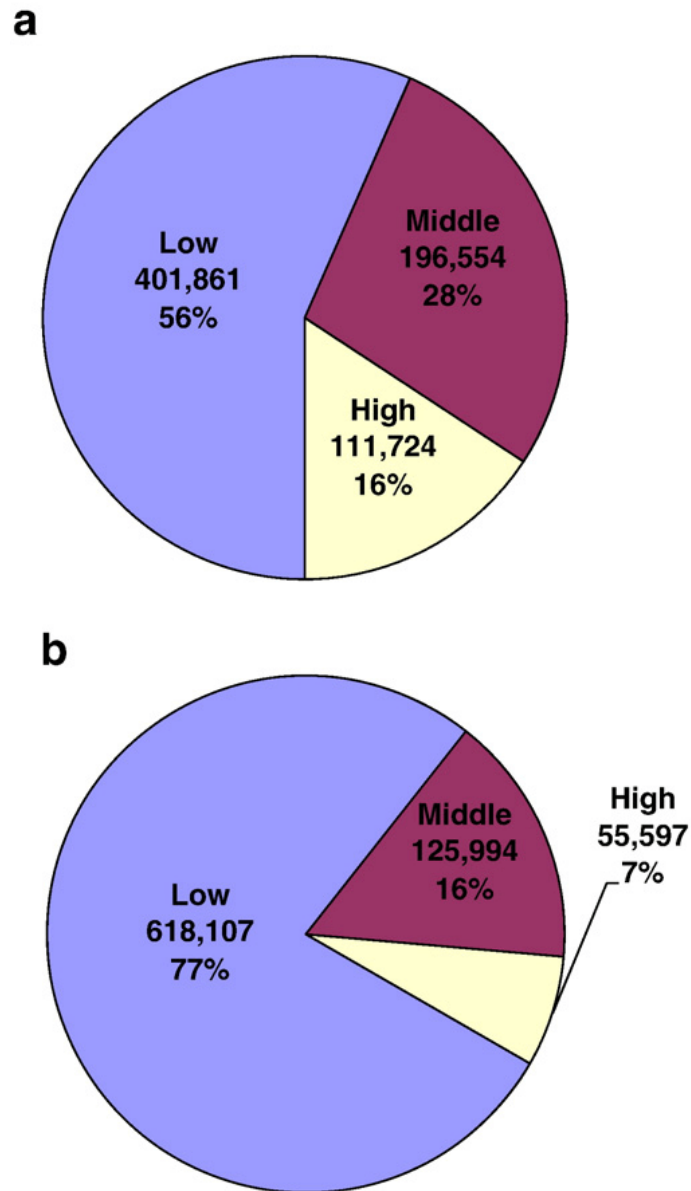 a
Low
401,861
56%
Middle
196,554
28%
High
111,724
16%
b
Low
618,107
77%
Middle
125,994
16%
High
55,597
7%